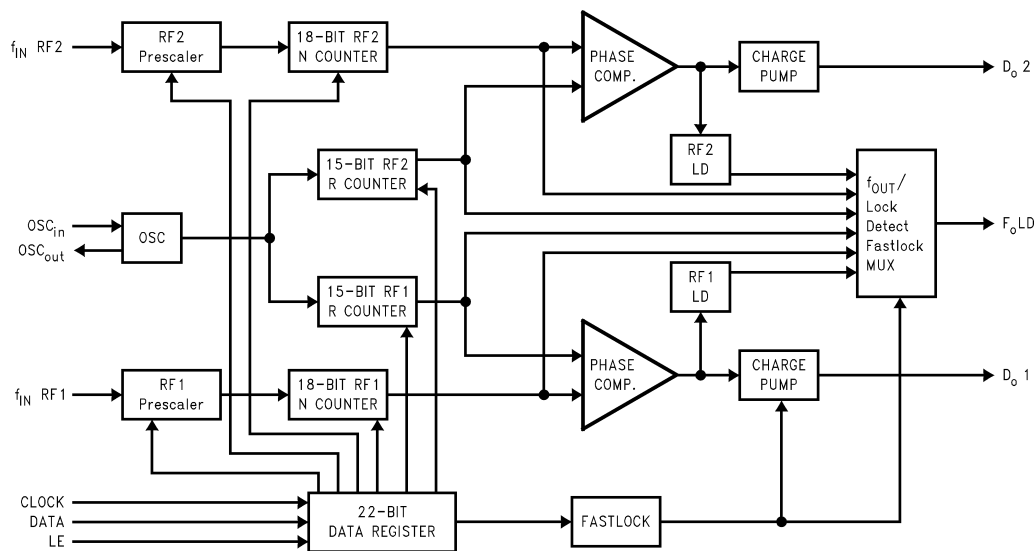 f_IN RF2
RF2
Prescaler
18-BIT RF2
N COUNTER
PHASE
COMP.
CHARGE
PUMP
D_o 2
RF2
LD
15-BIT RF2
R COUNTER
OSC_in
OSC_out
OSC
f_OUT/
Lock
Detect
Fastlock
MUX
F_oLD
15-BIT RF1
R COUNTER
RF1
LD
f_IN RF1
RF1
Prescaler
18-BIT RF1
N COUNTER
PHASE
COMP.
CHARGE
PUMP
D_o 1
CLOCK
DATA
LE
22-BIT
DATA REGISTER
FASTLOCK